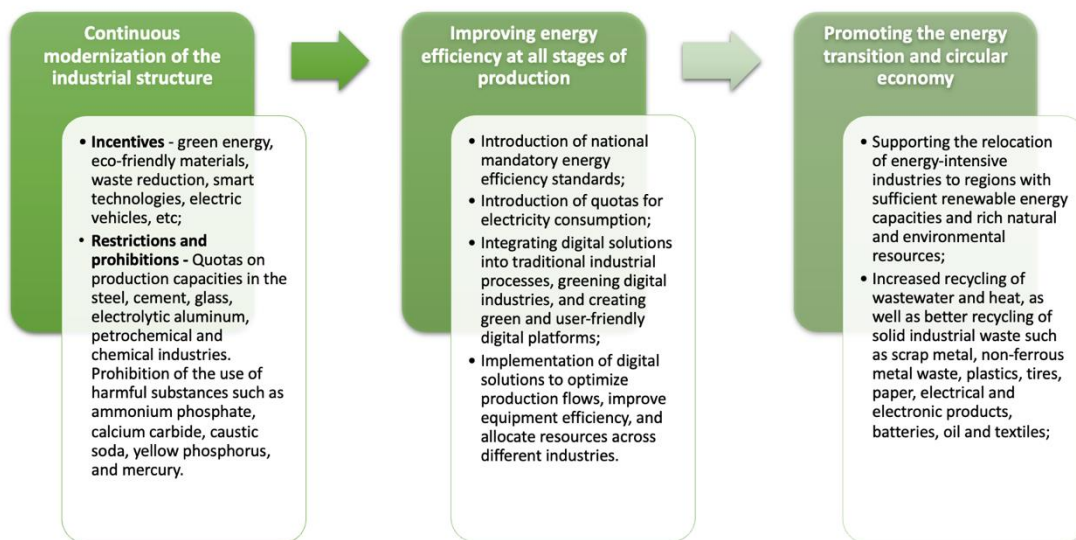 Continuous
modernization of the
industrial structure
• Incentives - green energy,
eco-friendly materials,
waste reduction, smart
technologies, electric
vehicles, etc;
• Restrictions and
prohibitions - Quotas on
production capacities in the
steel, cement, glass,
electrolytic aluminum,
petrochemical and
chemical industries.
Prohibition of the use of
harmful substances such as
ammonium phosphate,
calcium carbide, caustic
soda, yellow phosphorus,
and mercury.
Improving energy
efficiency at all stages of
production
• Introduction of national
mandatory energy
efficiency standards;
• Introduction of quotas for
electricity consumption;
• Integrating digital solutions
into traditional industrial
processes, greening digital
industries, and creating
green and user-friendly
digital platforms;
• Implementation of digital
solutions to optimize
production flows, improve
equipment efficiency, and
allocate resources across
different industries.
Promoting the energy
transition and circular
economy
• Supporting the relocation
of energy-intensive
industries to regions with
sufficient renewable energy
capacities and rich natural
and environmental
resources;
• Increased recycling of
wastewater and heat, as
well as better recycling of
solid industrial waste such
as scrap metal, non-ferrous
metal waste, plastics, tires,
paper, electrical and
electronic products,
batteries, oil and textiles;